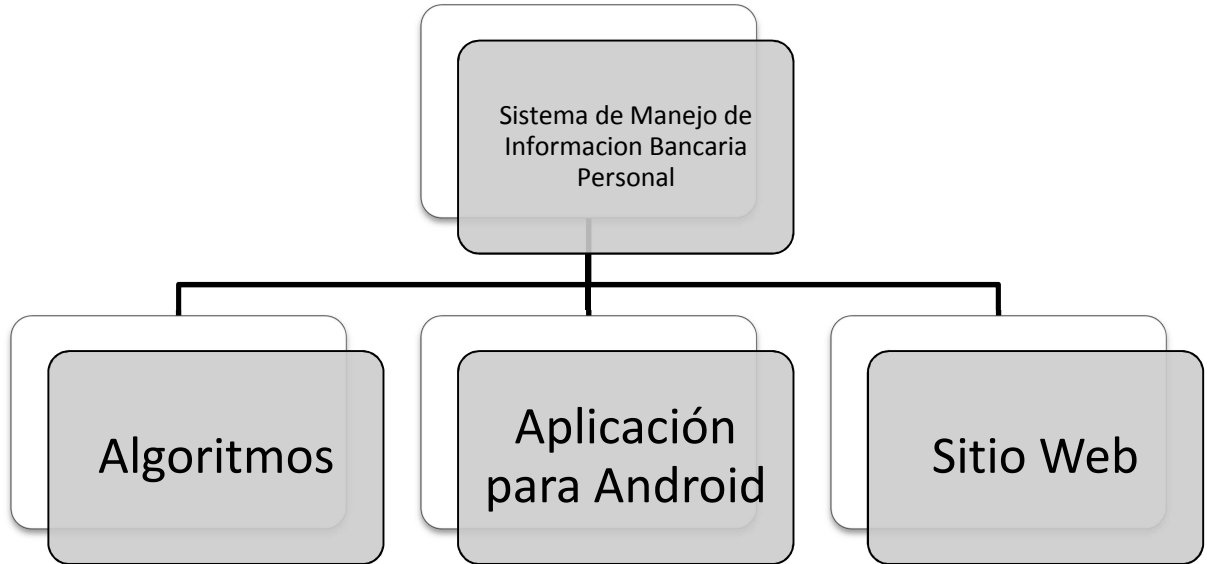 Sistema de Manejo de
Informacion Bancaria
Personal
Algoritmos
Aplicación
para Android
Sitio Web